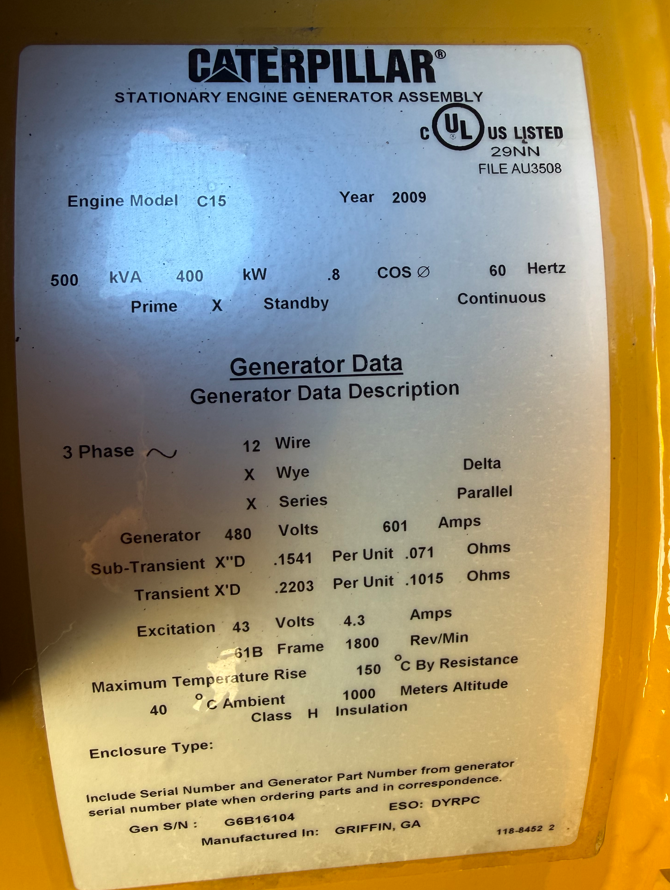 CATERPILLAR®
STATIONARY ENGINE GENERATOR ASSEMBLY
C UL US LISTED
29NN
FILE AU3508
Engine Model C15 Year 2009
500 kVA 400 kW .8 COS ∅ 60 Hertz
Prime X Standby Continuous
Generator Data
Generator Data Description
3 Phase ~ 12 Wire
X Wye Delta
X Series Parallel
Generator 480 Volts 601 Amps
Sub-Transient X"D .1541 Per Unit .071 Ohms
Transient X'D .2203 Per Unit .1015 Ohms
Excitation 43 Volts 4.3 Amps
61B Frame 1800 Rev/Min
Maximum Temperature Rise 150 °C By Resistance
40 °C Ambient 1000 Meters Altitude
Class H Insulation
Enclosure Type:
Include Serial Number and Generator Part Number from generator
serial number plate when ordering parts and in correspondence.
Gen S/N : G6B16104 ESO: DYRPC
Manufactured In: GRIFFIN, GA
118-8452 2